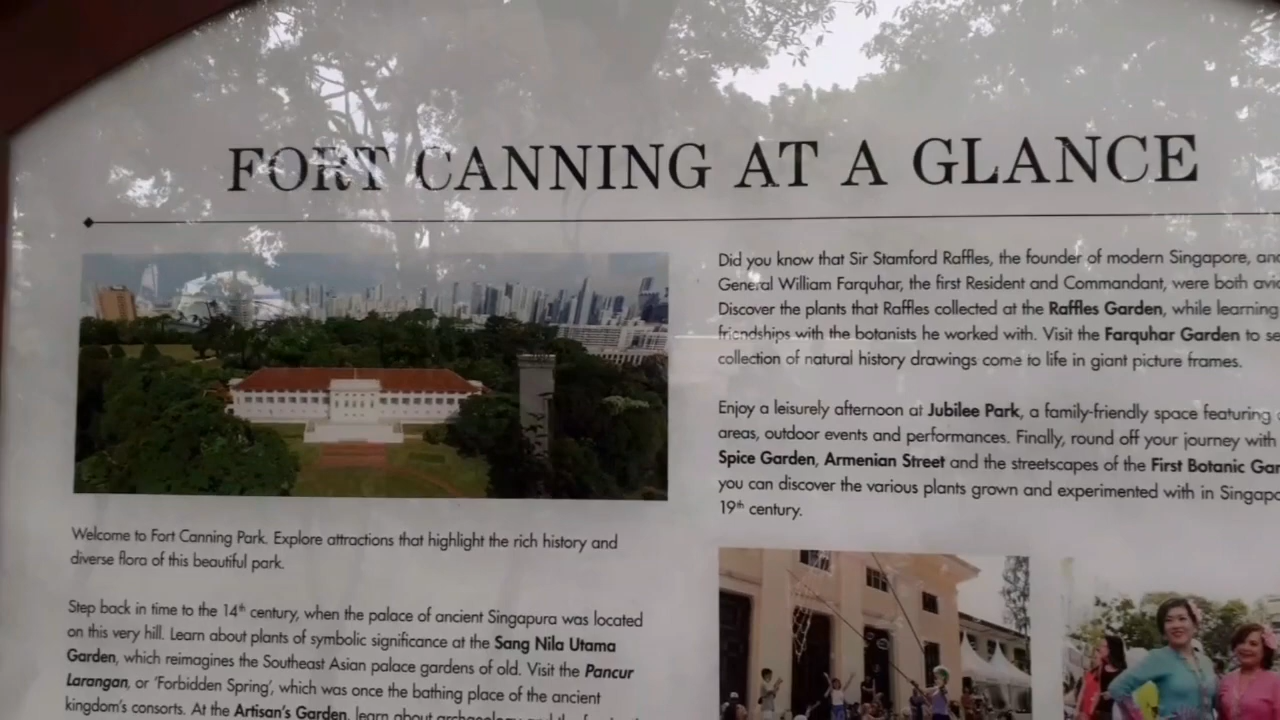 FORT CANNING AT A GLANCE
Welcome to Fort Canning Park. Explore attractions that highlight the rich history and
diverse flora of this beautiful park.
Step back in time to the 14th century, when the palace of ancient Singapura was located
on this very hill. Learn about plants of symbolic significance at the Sang Nila Utama
Garden, which reimagines the Southeast Asian palace gardens of old. Visit the Pancur
Larangan, or 'Forbidden Spring', which was once the bathing place of the ancient
kingdom's consorts. At the Artisan's Garden, learn about archaeology and the
Did you know that Sir Stamford Raffles, the founder of modern Singapore,
General William Farquhar, the first Resident and Commandant, were both
Discover the plants that Raffles collected at the Raffles Garden, while learning
friendships with the botanists he worked with. Visit the Farquhar Garden to
collection of natural history drawings come to life in giant picture frames.
Enjoy a leisurely afternoon at Jubilee Park, a family-friendly space featuring
areas, outdoor events and performances. Finally, round off your journey with
Spice Garden, Armenian Street and the streetscapes of the First Botanic
you can discover the various plants grown and experimented with in
19th century.